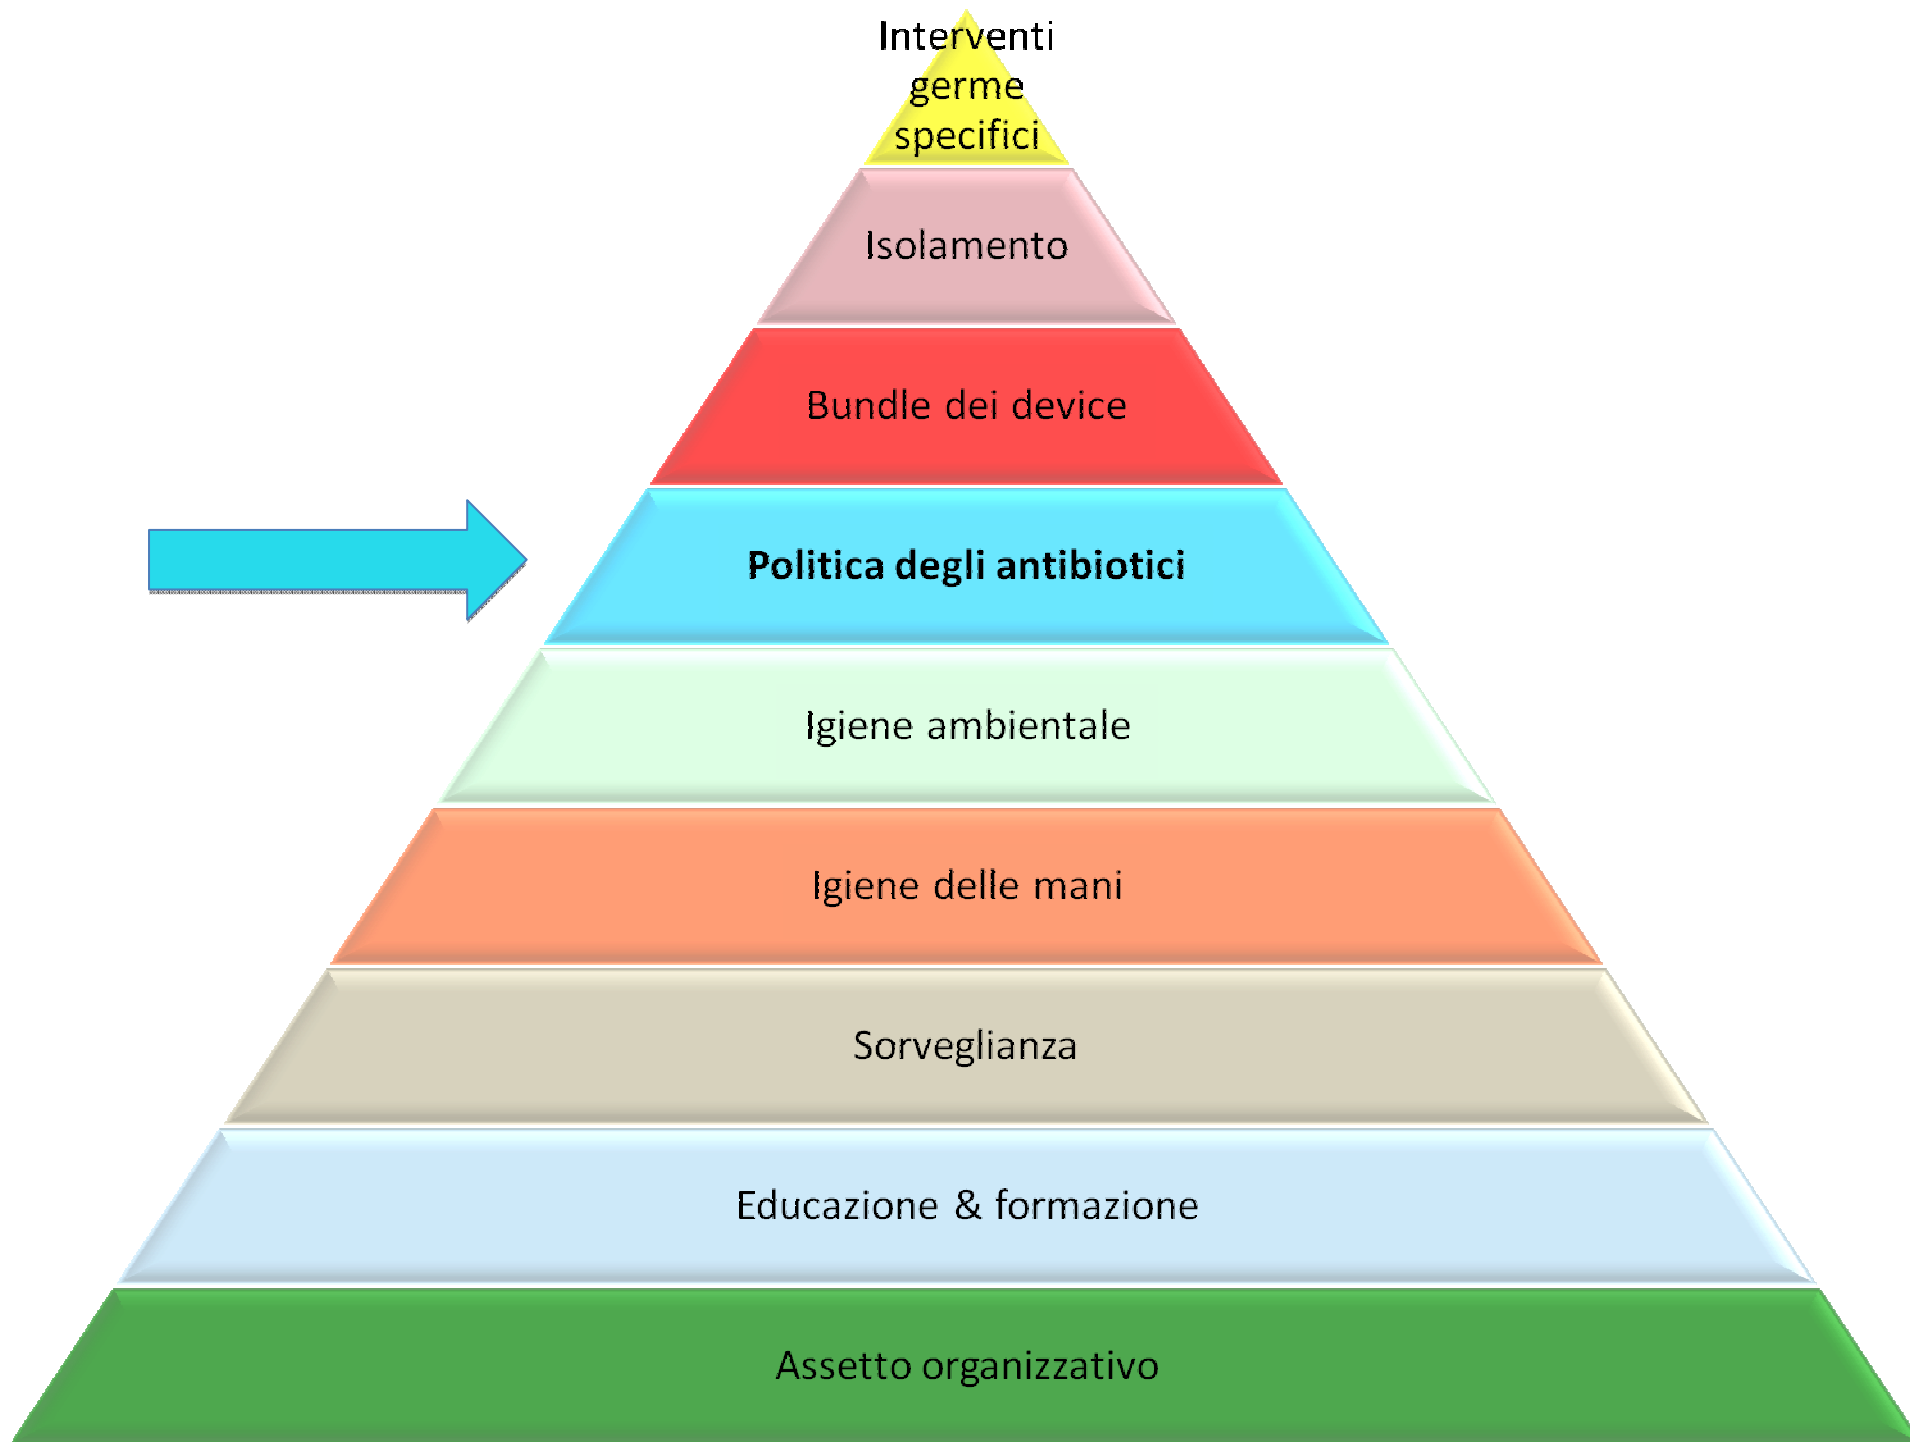 Interventi
germe
specifici
Isolamento
Bundle dei device
Politica degli antibiotici
Igiene ambientale
Igiene delle mani
Sorveglianza
Educazione & formazione
Assetto organizzativo